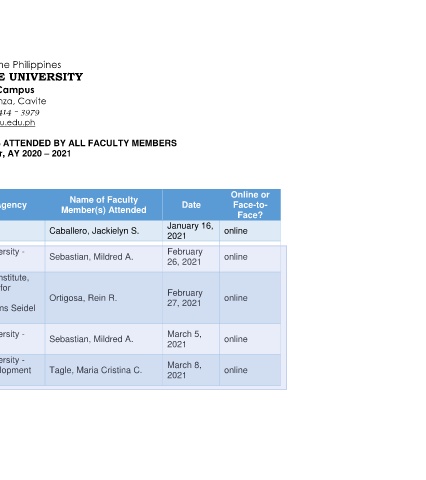 ne Philippines
E UNIVERSITY
Campus
nza, Cavite
414 ~ 3979
u.edu.ph
ATTENDED BY ALL FACULTY MEMBERS
r, AY 2020 – 2021
gency Name of Faculty Member(s) Attended Date Online or Face-to-Face?
Caballero, Jackielyn S. January 16, 2021 online
ersity - Sebastian, Mildred A. February 26, 2021 online
nstitute, for ns Seidel Ortigosa, Rein R. February 27, 2021 online
ersity - Sebastian, Mildred A. March 5, 2021 online
ersity - lopment Tagle, Maria Cristina C. March 8, 2021 online